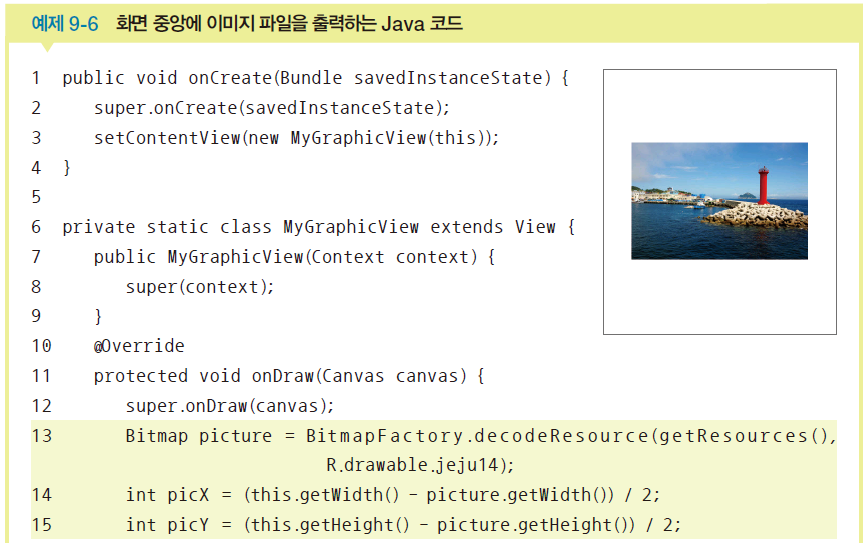 예제 9-6 화면 중앙에 이미지 파일을 출력하는 Java 코드
1 public void onCreate(Bundle savedInstanceState) {
2 super.onCreate(savedInstanceState);
3 setContentView(new MyGraphicView(this));
4 }
5
6 private static class MyGraphicView extends View {
7 public MyGraphicView(Context context) {
8 super(context);
9 }
10 @Override
11 protected void onDraw(Canvas canvas) {
12 super.onDraw(canvas);
13 Bitmap picture = BitmapFactory.decodeResource(getResources(),
R.drawable.jeju14);
14 int picX = (this.getWidth() - picture.getWidth()) / 2;
15 int picY = (this.getHeight() - picture.getHeight()) / 2;